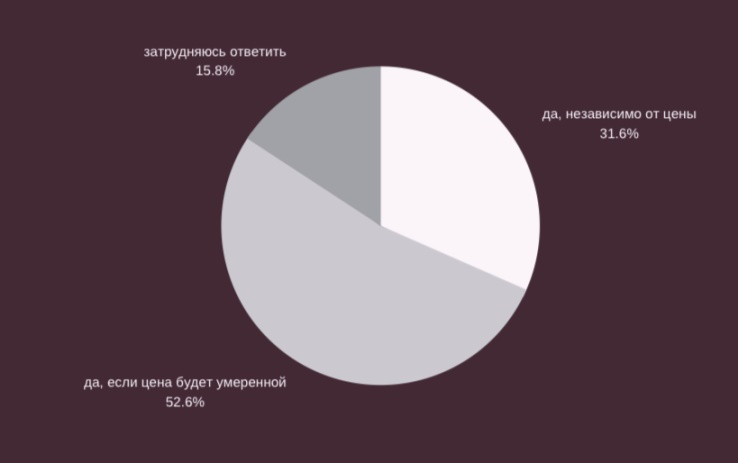 затрудняюсь ответить
15.8%
да, независимо от цены
31.6%
да, если цена будет умеренной
52.6%